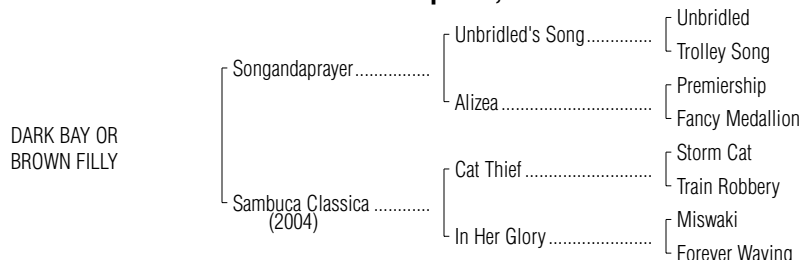 Unbridled
Unbridled's Song..............
Trolley Song
Songandaprayer................
Premiership
Alizea................................
Fancy Medallion
DARK BAY OR
BROWN FILLY
Storm Cat
Cat Thief ..........................
Train Robbery
Sambuca Classica ............
(2004)
Miswaki
In Her Glory......................
Forever Waving